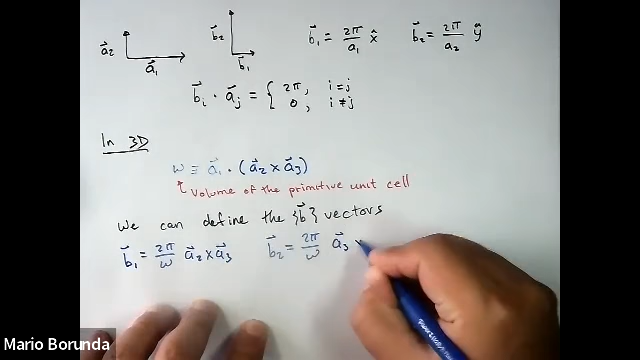 a⃗₂ a⃗₁ b⃗₂ b⃗₁ b⃗₁ = 2π/a₁ x̂ b⃗₂ = 2π/a₂ ŷ
b⃗ᵢ · a⃗ⱼ = { 2π, i=j
0, i≠j
In 3D
w ≡ a⃗₁ · (a⃗₂ × a⃗₃)
↑ Volume of the primitive unit cell
We can define the {b⃗} vectors
b⃗₁ = 2π/w a⃗₂ × a⃗₃ b⃗₂ = 2π/w a⃗₃
Mario Borunda